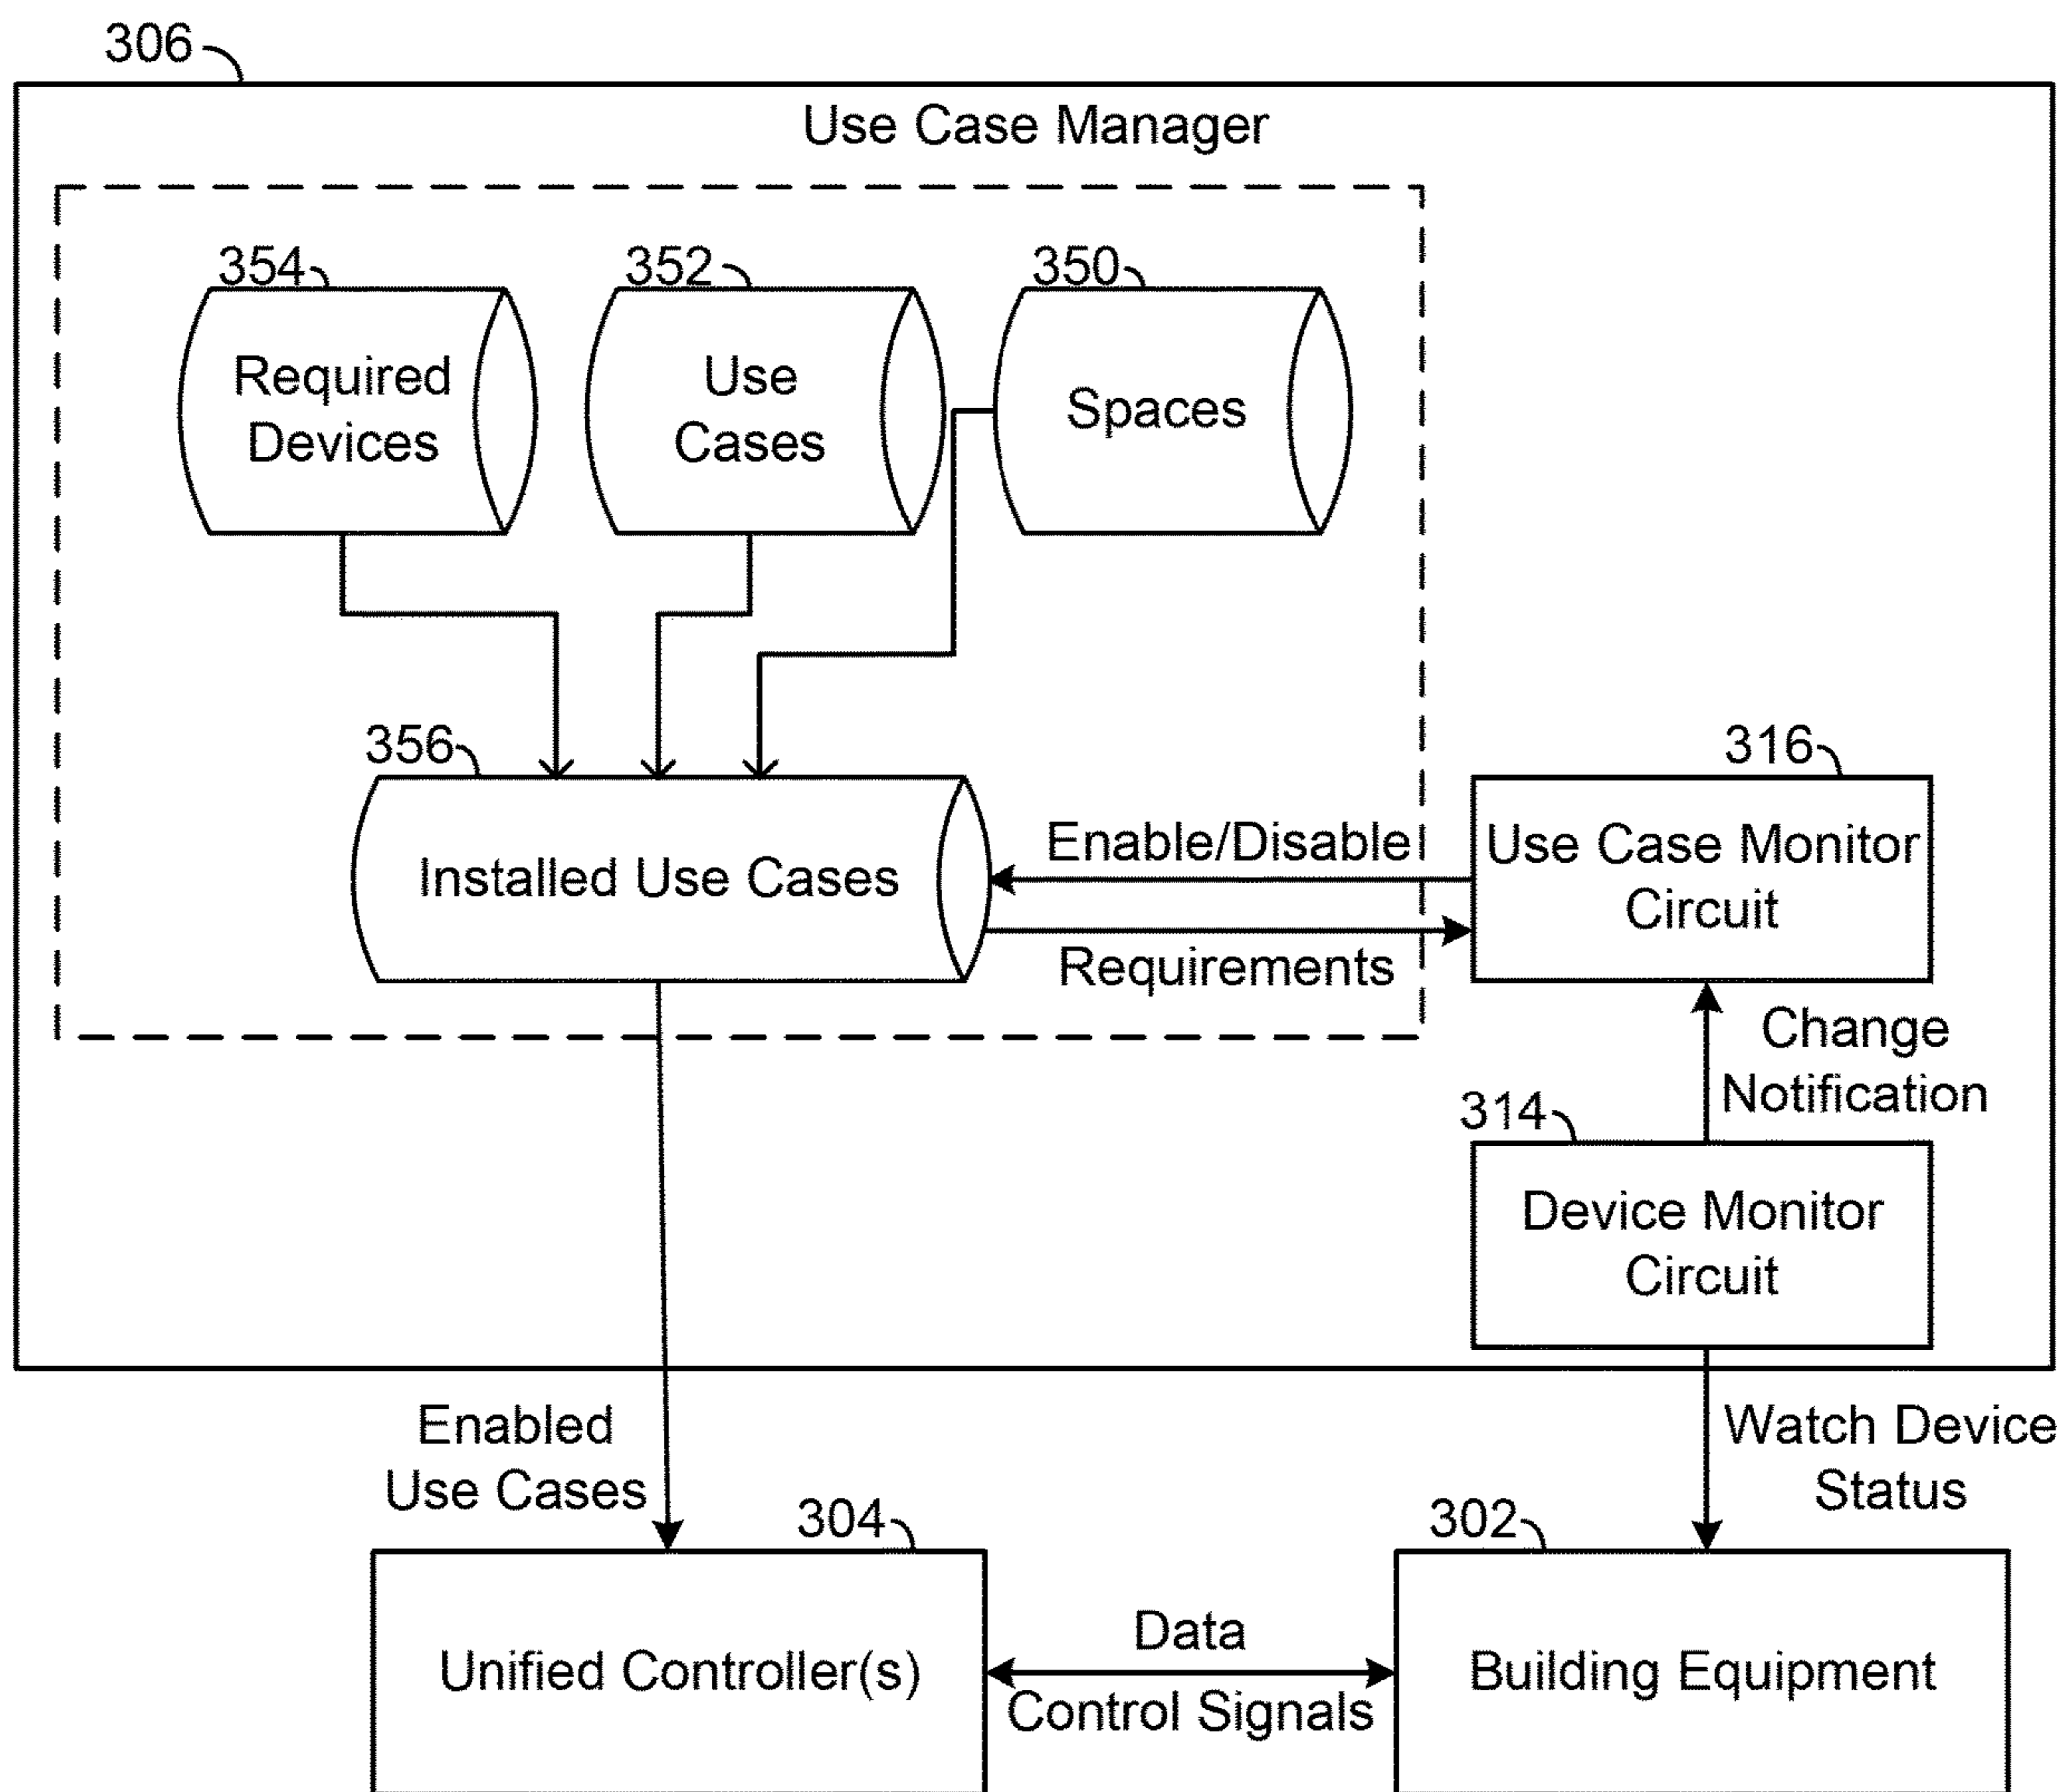 306
Use Case Manager
354
352
350
Required
Devices
Use
Cases
Spaces
356
316
Installed Use Cases
Enable/Disable
Requirements
Use Case Monitor
Circuit
Change
Notification
314
Device Monitor
Circuit
Enabled
Use Cases
Watch Device
Status
304
302
Unified Controller(s)
Data
Control Signals
Building Equipment